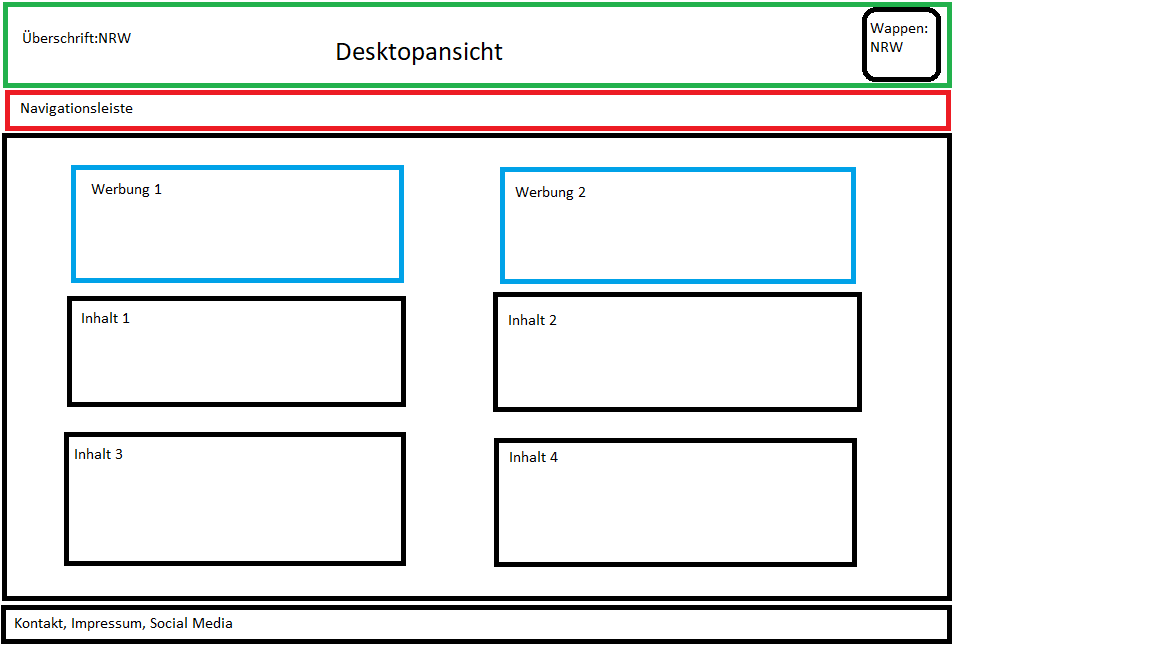 Überschrift:NRW
Desktopansicht
Wappen:
NRW
Navigationsleiste
Werbung 1
Werbung 2
Inhalt 1
Inhalt 2
Inhalt 3
Inhalt 4
Kontakt, Impressum, Social Media